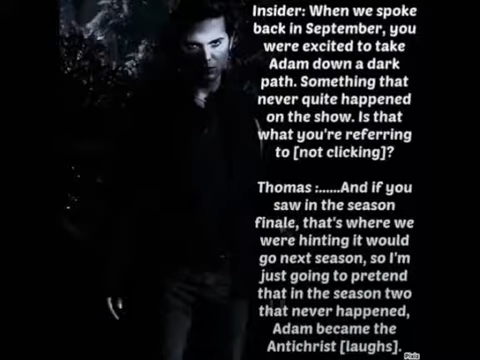 Insider: When we spoke
back in September, you
were excited to take
Adam down a dark
path. Something that
never quite happened
on the show. Is that
what you're referring
to [not clicking]?
Thomas :......And if you
saw in the season
finale, that's where we
were hinting it would
go next season, so I'm
just going to pretend
that in the season two
that never happened,
Adam became the
Antichrist [laughs].